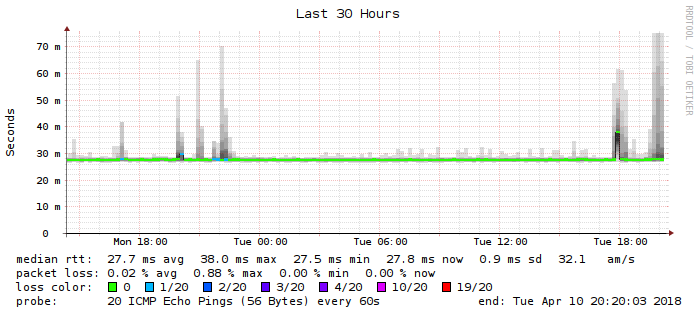 Last 30 Hours
RRDTOOL / TOBI OETIKER
Seconds
70 m
60 m
50 m
40 m
30 m
20 m
10 m
0
Mon 18:00 Tue 00:00 Tue 06:00 Tue 12:00 Tue 18:00
median rtt: 27.7 ms avg 38.0 ms max 27.5 ms min 27.8 ms now 0.9 ms sd 32.1 am/s
packet loss: 0.02 % avg 0.88 % max 0.00 % min 0.00 % now
loss color: 0 1/20 2/20 3/20 4/20 10/20 19/20
probe: 20 ICMP Echo Pings (56 Bytes) every 60s end: Tue Apr 10 20:20:03 2018